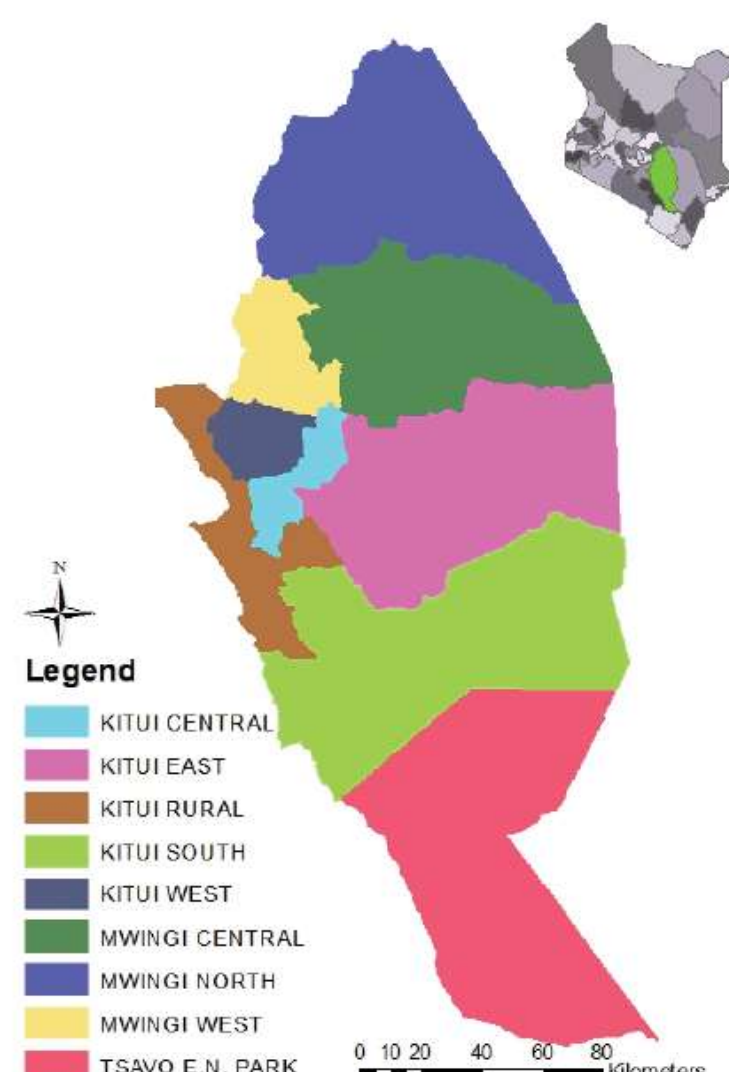 N
Legend
KITUI CENTRAL
KITUI EAST
KITUI RURAL
KITUI SOUTH
KITUI WEST
MWINGI CENTRAL
MWINGI NORTH
MWINGI WEST
TSAVO E.N. PARK
0 10 20 40 60 80
Kilometers